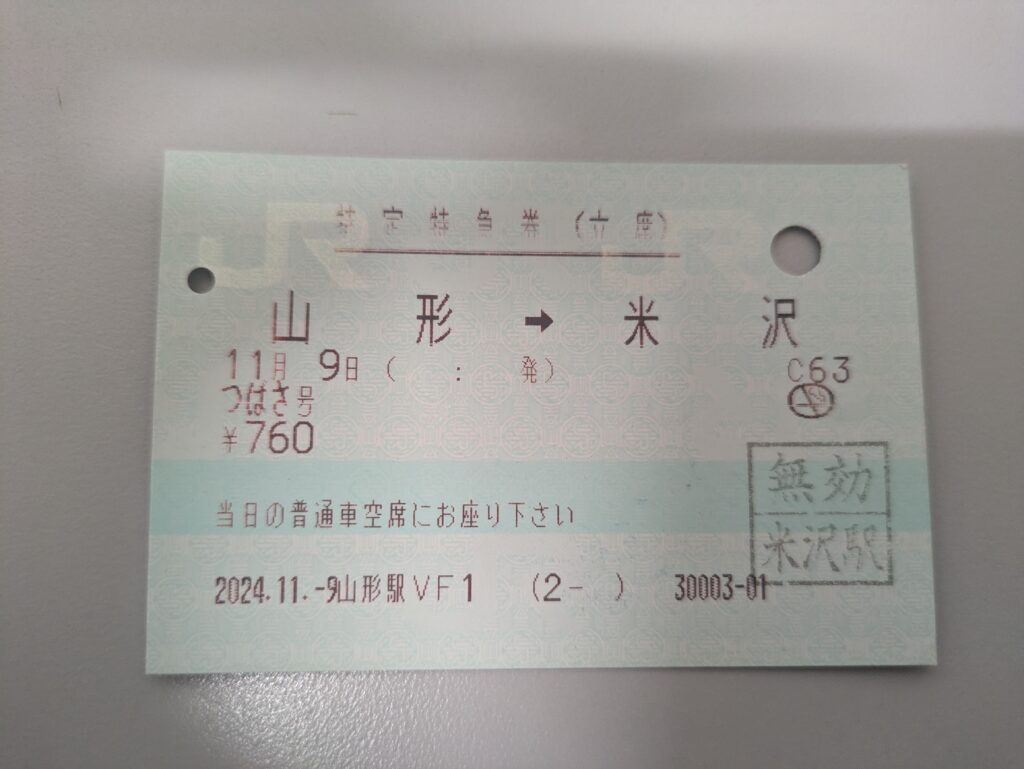 特定特急券(立席)
山形→米沢
11月 9日( : 発) C63
つばさ号
¥760
当日の普通車空席にお座り下さい
無効
米沢駅
2024.11.-9山形駅VF1 (2- ) 30003-01